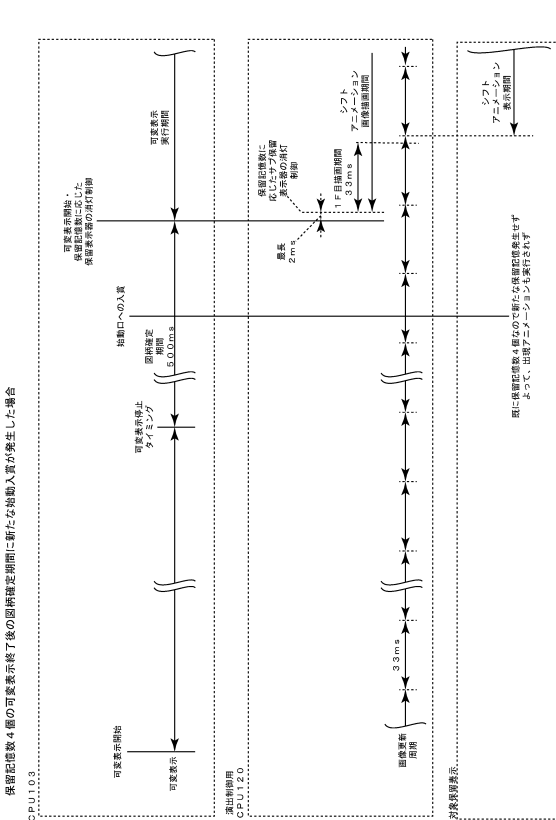 保留記憶数４個の可変表示終了後の図柄確定期間に新たな始動入賞が発生した場合
ＣＰＵ１０３
可変表示開始
可変表示
可変表示停止
タイミング
図柄確定
期間
５００ｍｓ
始動口への入賞
可変表示開始・
保留記憶数に応じた
保留表示器の消灯制御
可変表示
実行期間
演出制御用
ＣＰＵ１２０
画像更新
周期
３３ｍｓ
最長
２ｍｓ
保留記憶数に
応じたサブ保留
表示器の消灯
制御
１Ｆ目描画期間
３３ｍｓ
シフト
アニメーション
画像描画期間
対象保留表示
既に保留記憶数４個なので新たな保留記憶発生せず
よって、出現アニメーションも実行されず
シフト
アニメーション
表示期間